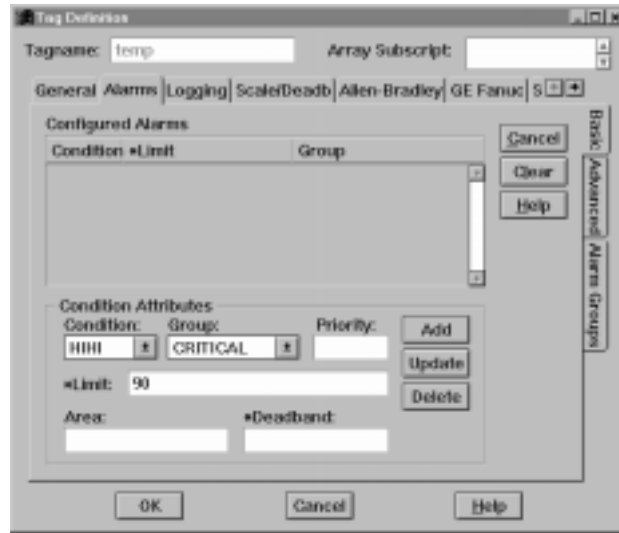 Tag Definition
Tagname: temp Array Subscript:
General Alarms Logging Scale/Deadb Allen-Bradley GE Fanuc S
Configured Alarms
Condition *Limit Group
Cancel
Clear
Help
Basic
Advanced
Alarm Groups
Condition Attributes
Condition: Group: Priority:
HIHI CRITICAL
Add
Update
Delete
*Limit: 90
Area: *Deadband:
OK Cancel Help